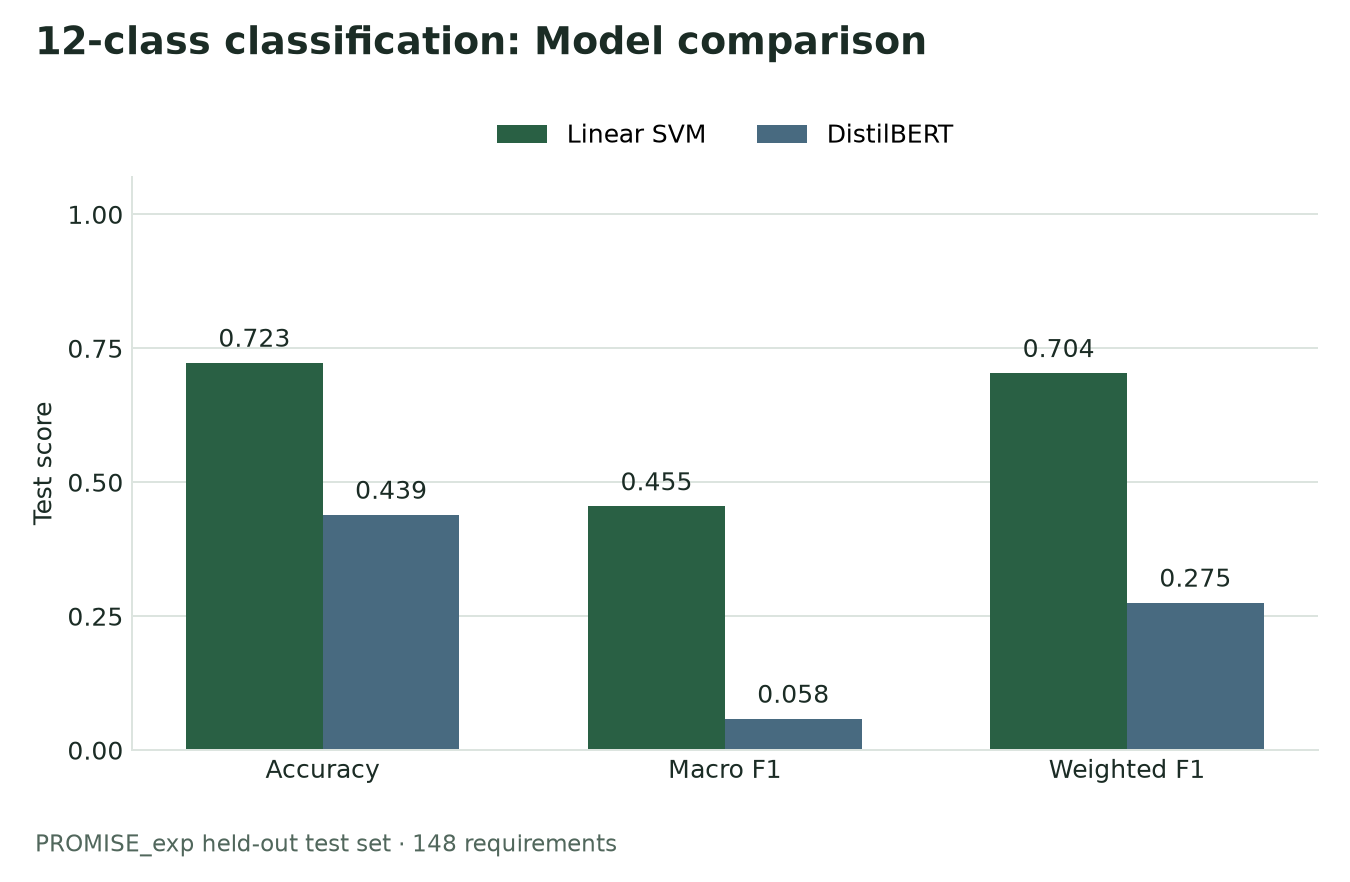 12-class classification: Model comparison
Linear SVM
DistilBERT
Test score
1.00
0.75
0.50
0.25
0.00
0.723
0.439
0.455
0.058
0.704
0.275
Accuracy
Macro F1
Weighted F1
PROMISE_exp held-out test set · 148 requirements